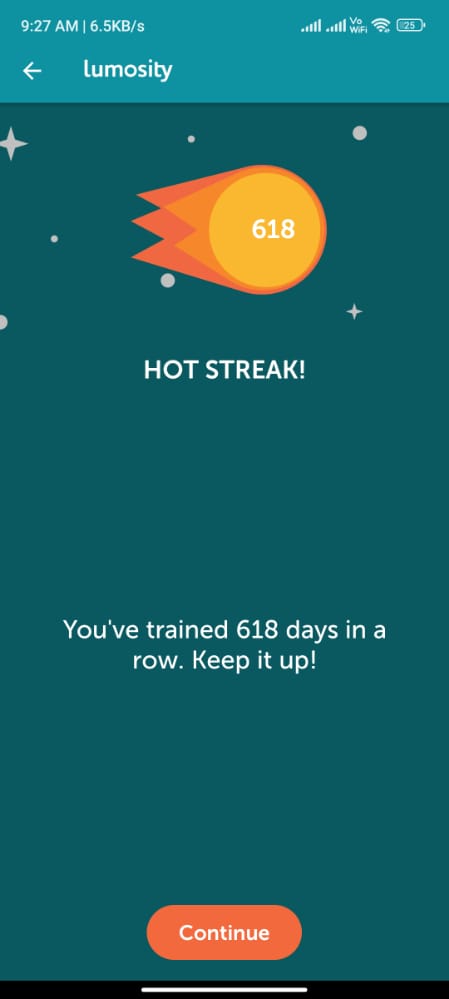 9:27 AM | 6.5KB/s Vo WiFi 25
lumosity
618
HOT STREAK!
You've trained 618 days in a
row. Keep it up!
Continue